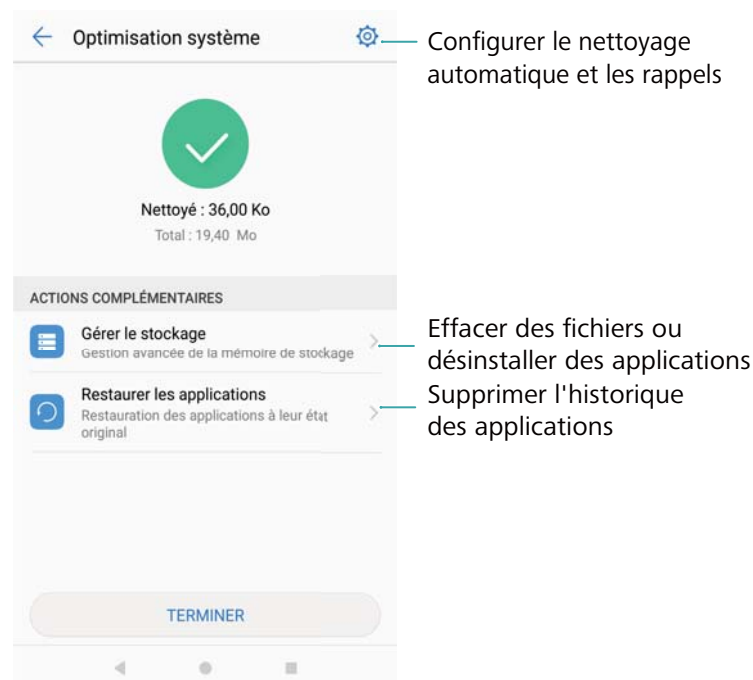 Optimisation système
Configurer le nettoyage
automatique et les rappels
Nettoyé : 36,00 Ko
Total : 19,40 Mo
ACTIONS COMPLÉMENTAIRES
Gérer le stockage
Gestion avancée de la mémoire de stockage
Effacer des fichiers ou
désinstaller des applications
Restaurer les applications
Restauration des applications à leur état
original
Supprimer l'historique
des applications
TERMINER